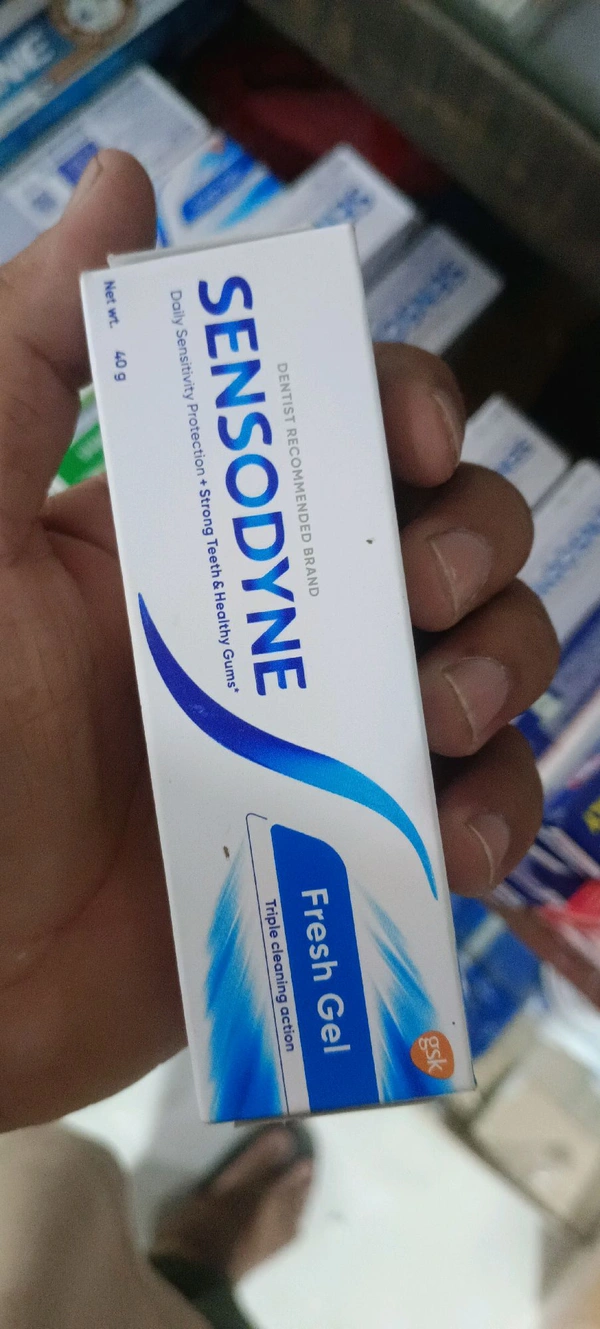 DENTIST RECOMMENDED BRAND
SENSODYNE
Daily Sensitivity Protection + Strong Teeth & Healthy Gums*
Net wt. 40 g
Fresh Gel
Triple cleaning action
gsk